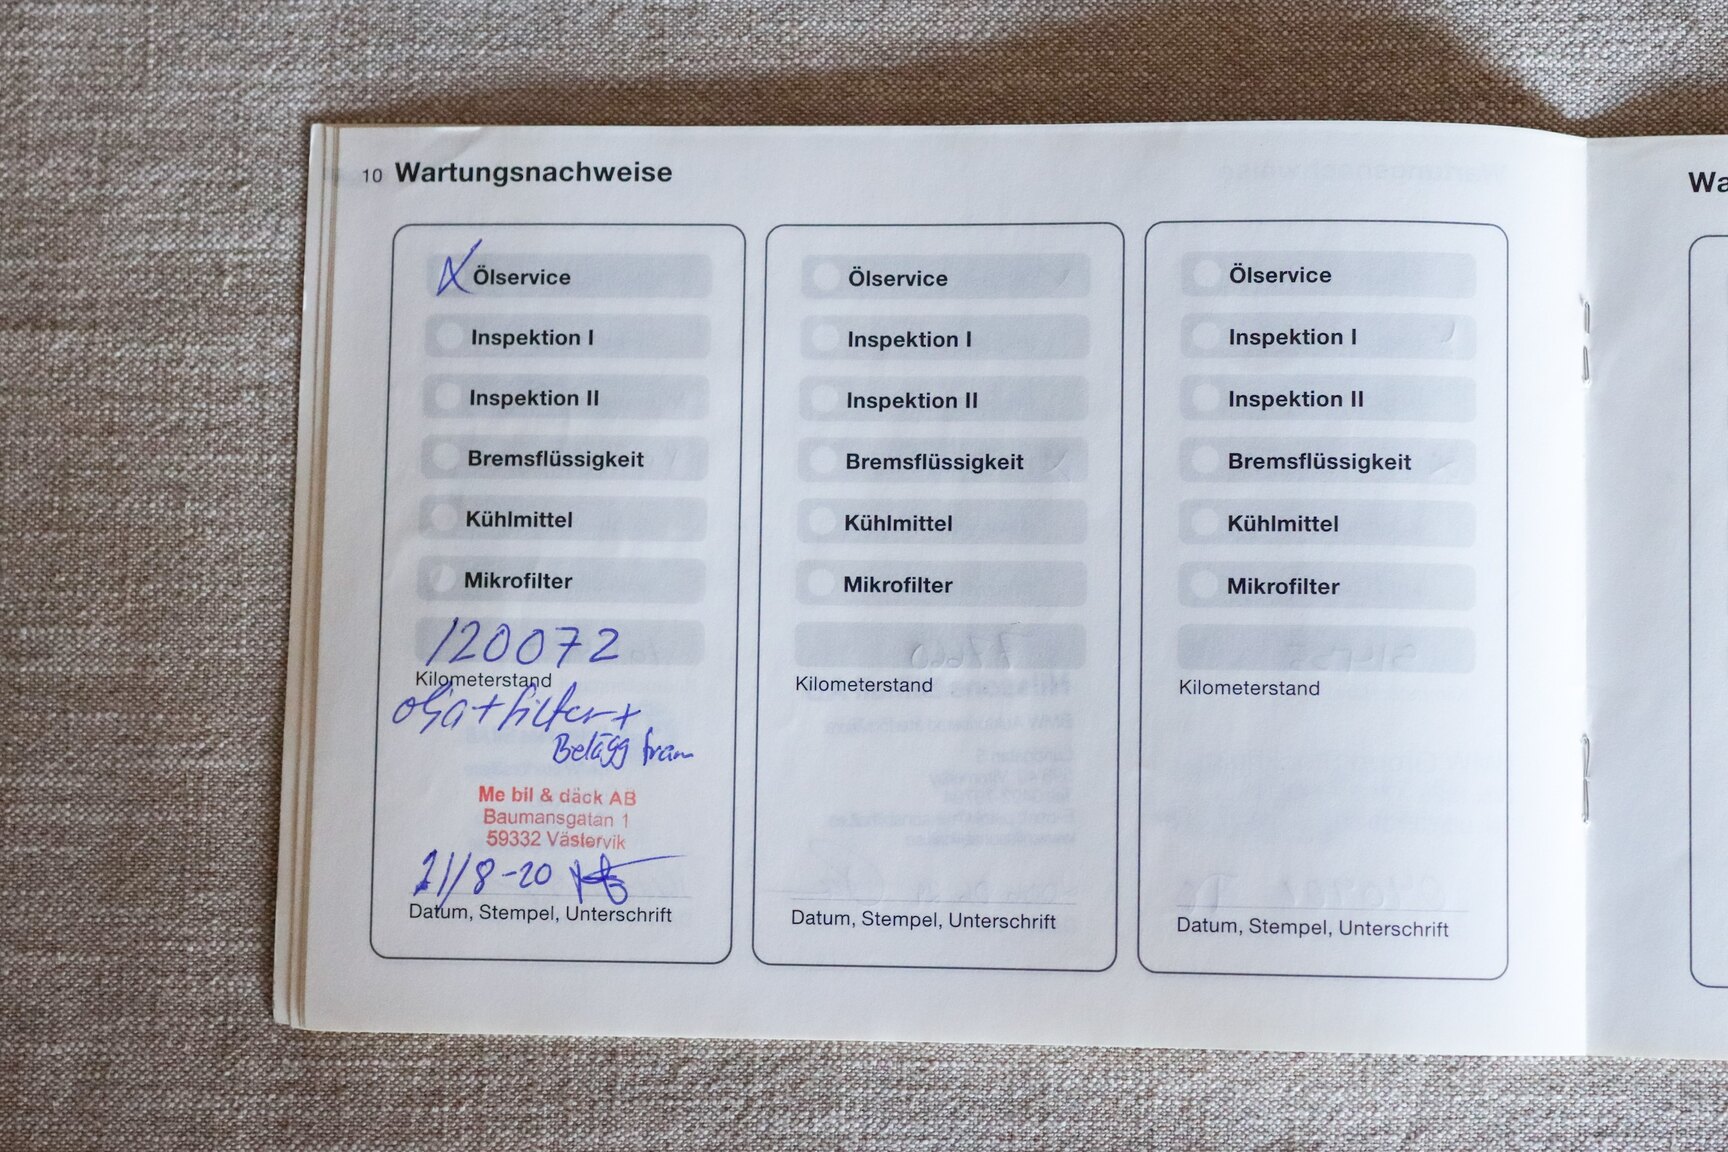 10 Wartungsnachweise
Ölservice
Inspektion I
Inspektion II
Bremsflüssigkeit
Kühlmittel
Mikrofilter
120072
Kilometerstand
olja + filter +
Belägg fram
Me bil & däck AB
Baumansgatan 1
59332 Västervik
21/8-20
Datum, Stempel, Unterschrift
Ölservice
Inspektion I
Inspektion II
Bremsflüssigkeit
Kühlmittel
Mikrofilter
Kilometerstand
Datum, Stempel, Unterschrift
Ölservice
Inspektion I
Inspektion II
Bremsflüssigkeit
Kühlmittel
Mikrofilter
Kilometerstand
Datum, Stempel, Unterschrift
Wa